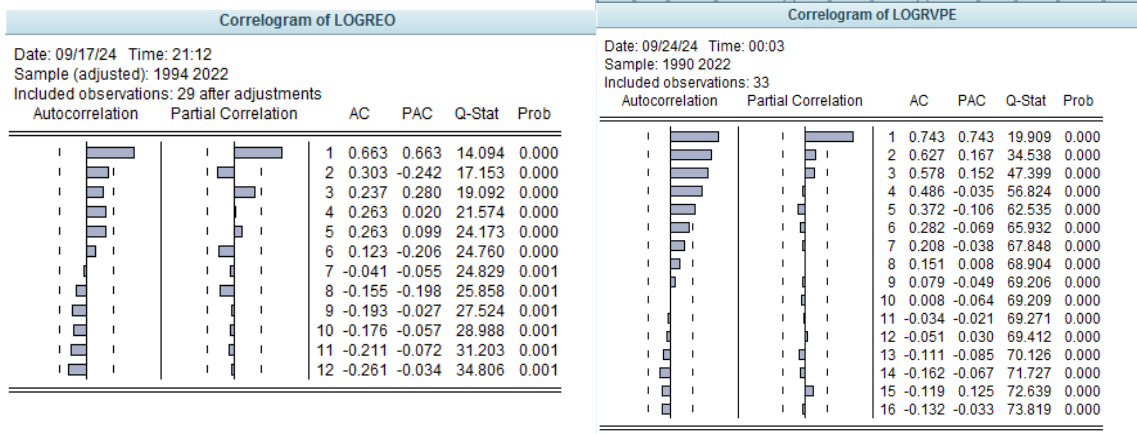 Correlogram of LOGREO
Date: 09/17/24 Time: 21:12
Sample (adjusted): 1994 2022
Included observations: 29 after adjustments
Autocorrelation Partial Correlation AC PAC Q-Stat Prob
1 0.663 0.663 14.094 0.000
2 0.303 -0.242 17.153 0.000
3 0.237 0.280 19.092 0.000
4 0.263 0.020 21.574 0.000
5 0.263 0.099 24.173 0.000
6 0.123 -0.206 24.760 0.000
7 -0.041 -0.055 24.829 0.001
8 -0.155 -0.198 25.858 0.001
9 -0.193 -0.027 27.524 0.001
10 -0.176 -0.057 28.988 0.001
11 -0.211 -0.072 31.203 0.001
12 -0.261 -0.034 34.806 0.001
Correlogram of LOGRVPE
Date: 09/24/24 Time: 00:03
Sample: 1990 2022
Included observations: 33
Autocorrelation Partial Correlation AC PAC Q-Stat Prob
1 0.743 0.743 19.909 0.000
2 0.627 0.167 34.538 0.000
3 0.578 0.152 47.399 0.000
4 0.486 -0.035 56.824 0.000
5 0.372 -0.106 62.535 0.000
6 0.282 -0.069 65.932 0.000
7 0.208 -0.038 67.848 0.000
8 0.151 0.008 68.904 0.000
9 0.079 -0.049 69.206 0.000
10 0.008 -0.064 69.209 0.000
11 -0.034 -0.021 69.271 0.000
12 -0.051 0.030 69.412 0.000
13 -0.111 -0.085 70.126 0.000
14 -0.162 -0.067 71.727 0.000
15 -0.119 0.125 72.639 0.000
16 -0.132 -0.033 73.819 0.000